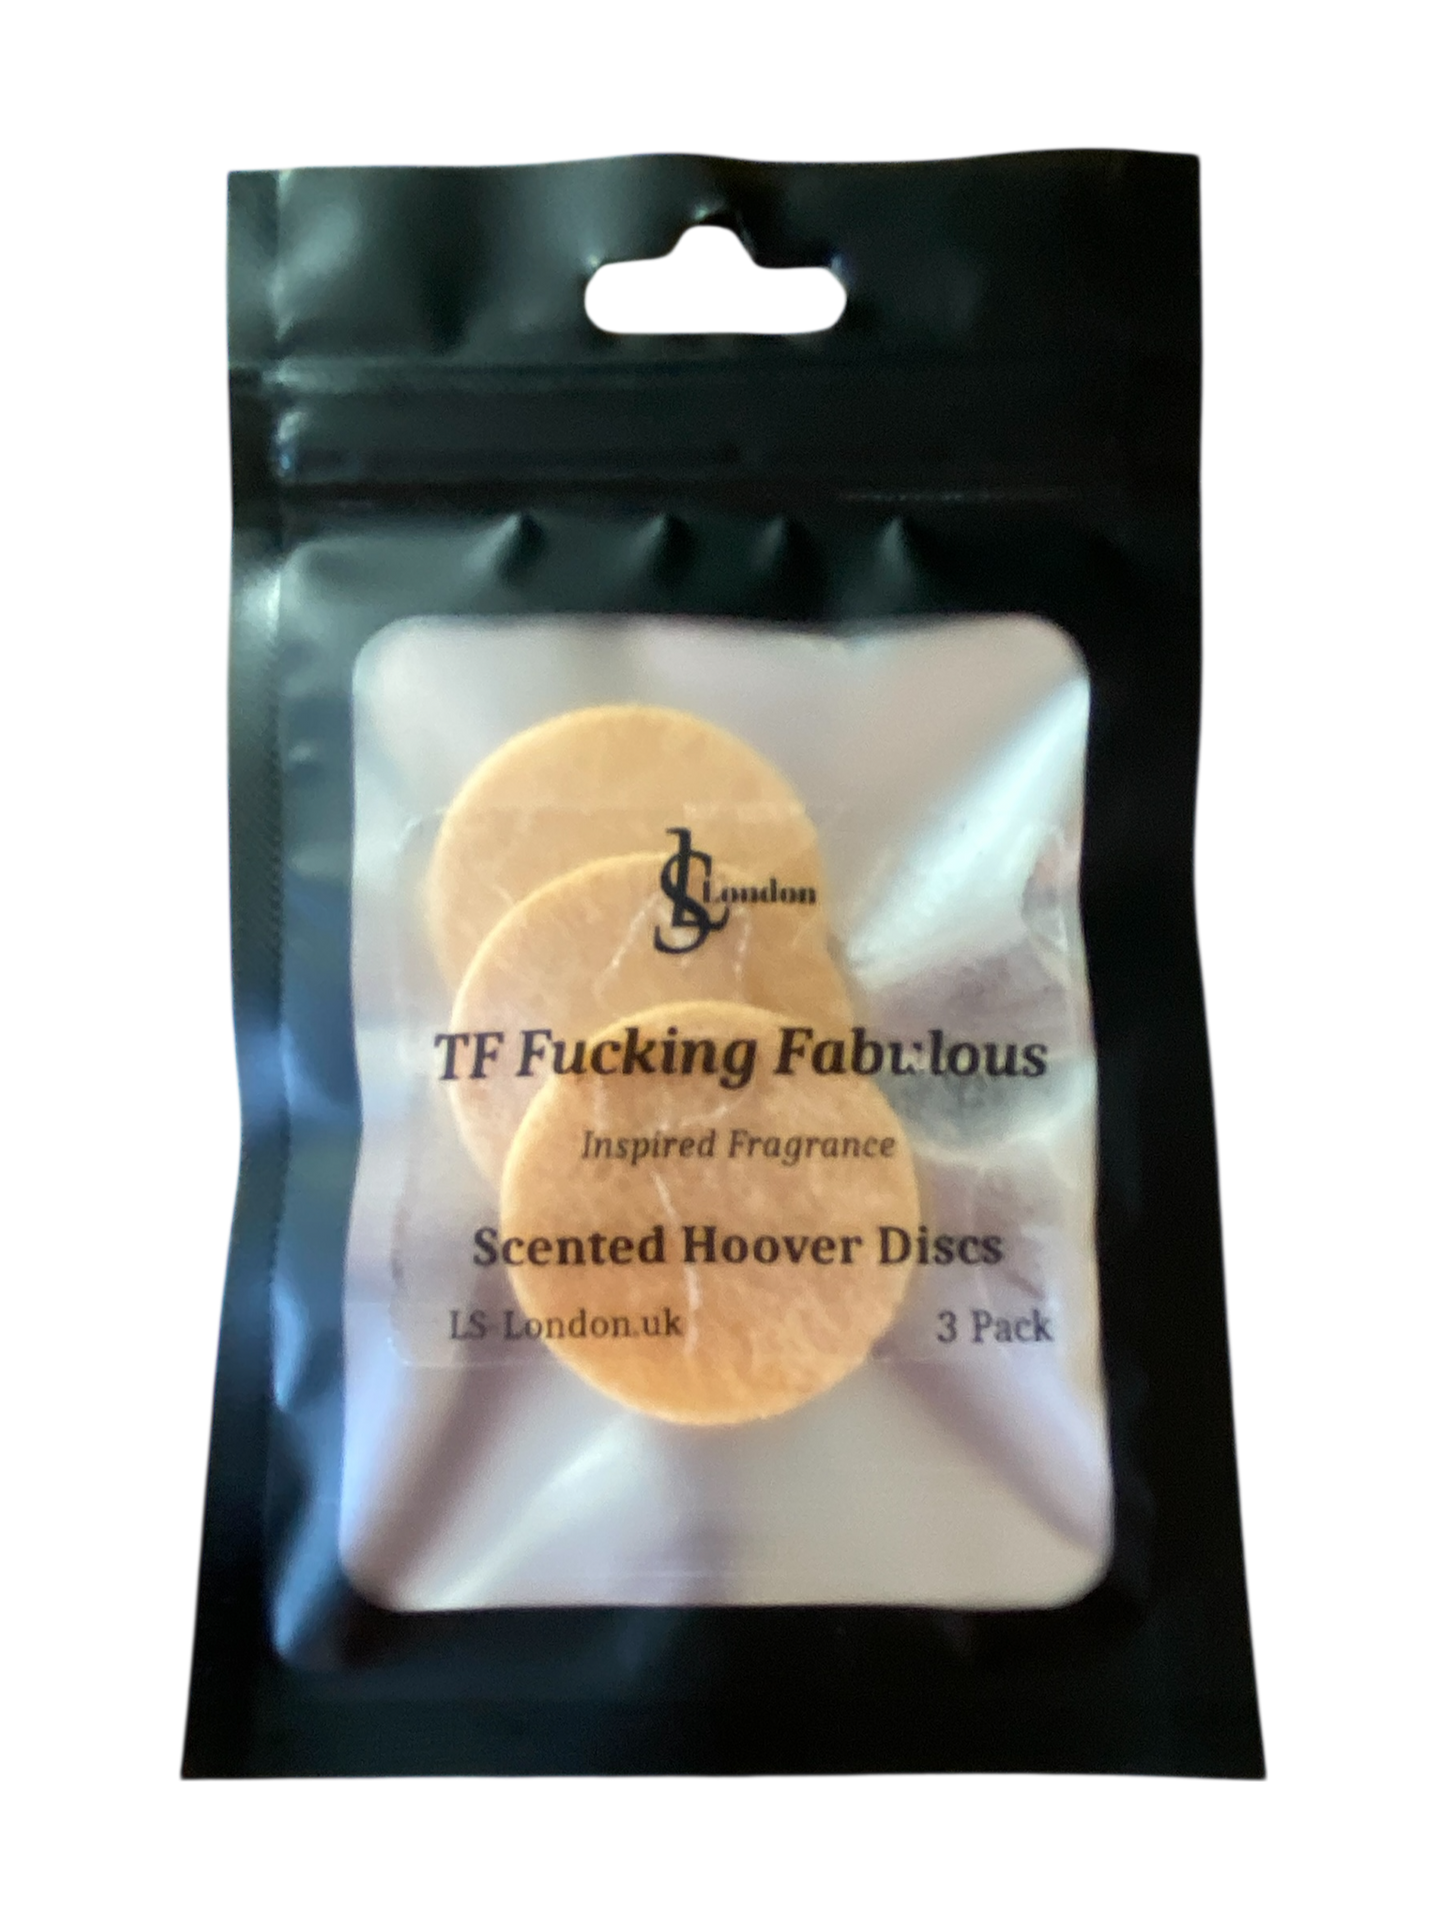 LS London
TF Fucking Fabulous
Inspired Fragrance
Scented Hoover Discs
LS-London.uk
3 Pack